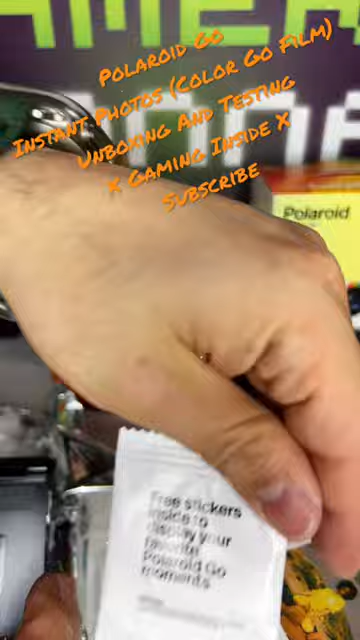 GAMER
Polaroid Go
Instant Photos (Color Go Film)
Unboxing And Testing
X Gaming Inside X
Subscribe
Polaroid
Free stickers
inside to
display your
favorite
Polaroid Go
moments